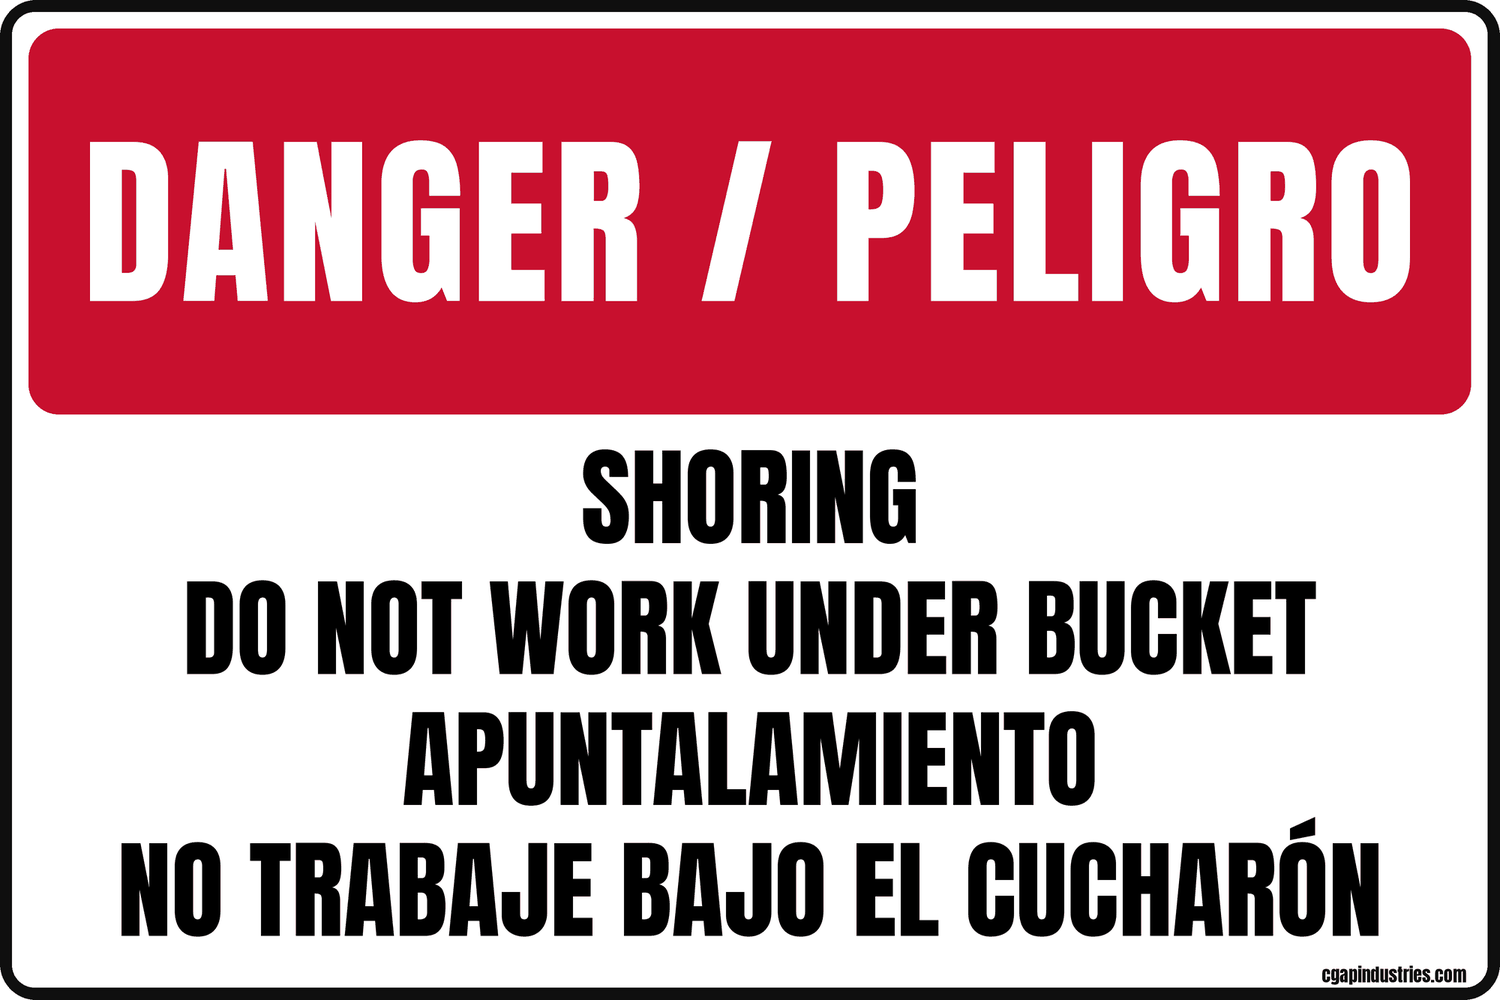 DANGER / PELIGRO
SHORING
DO NOT WORK UNDER BUCKET
APUNTALAMIENTO
NO TRABAJE BAJO EL CUCHARÓN
cgapindustries.com